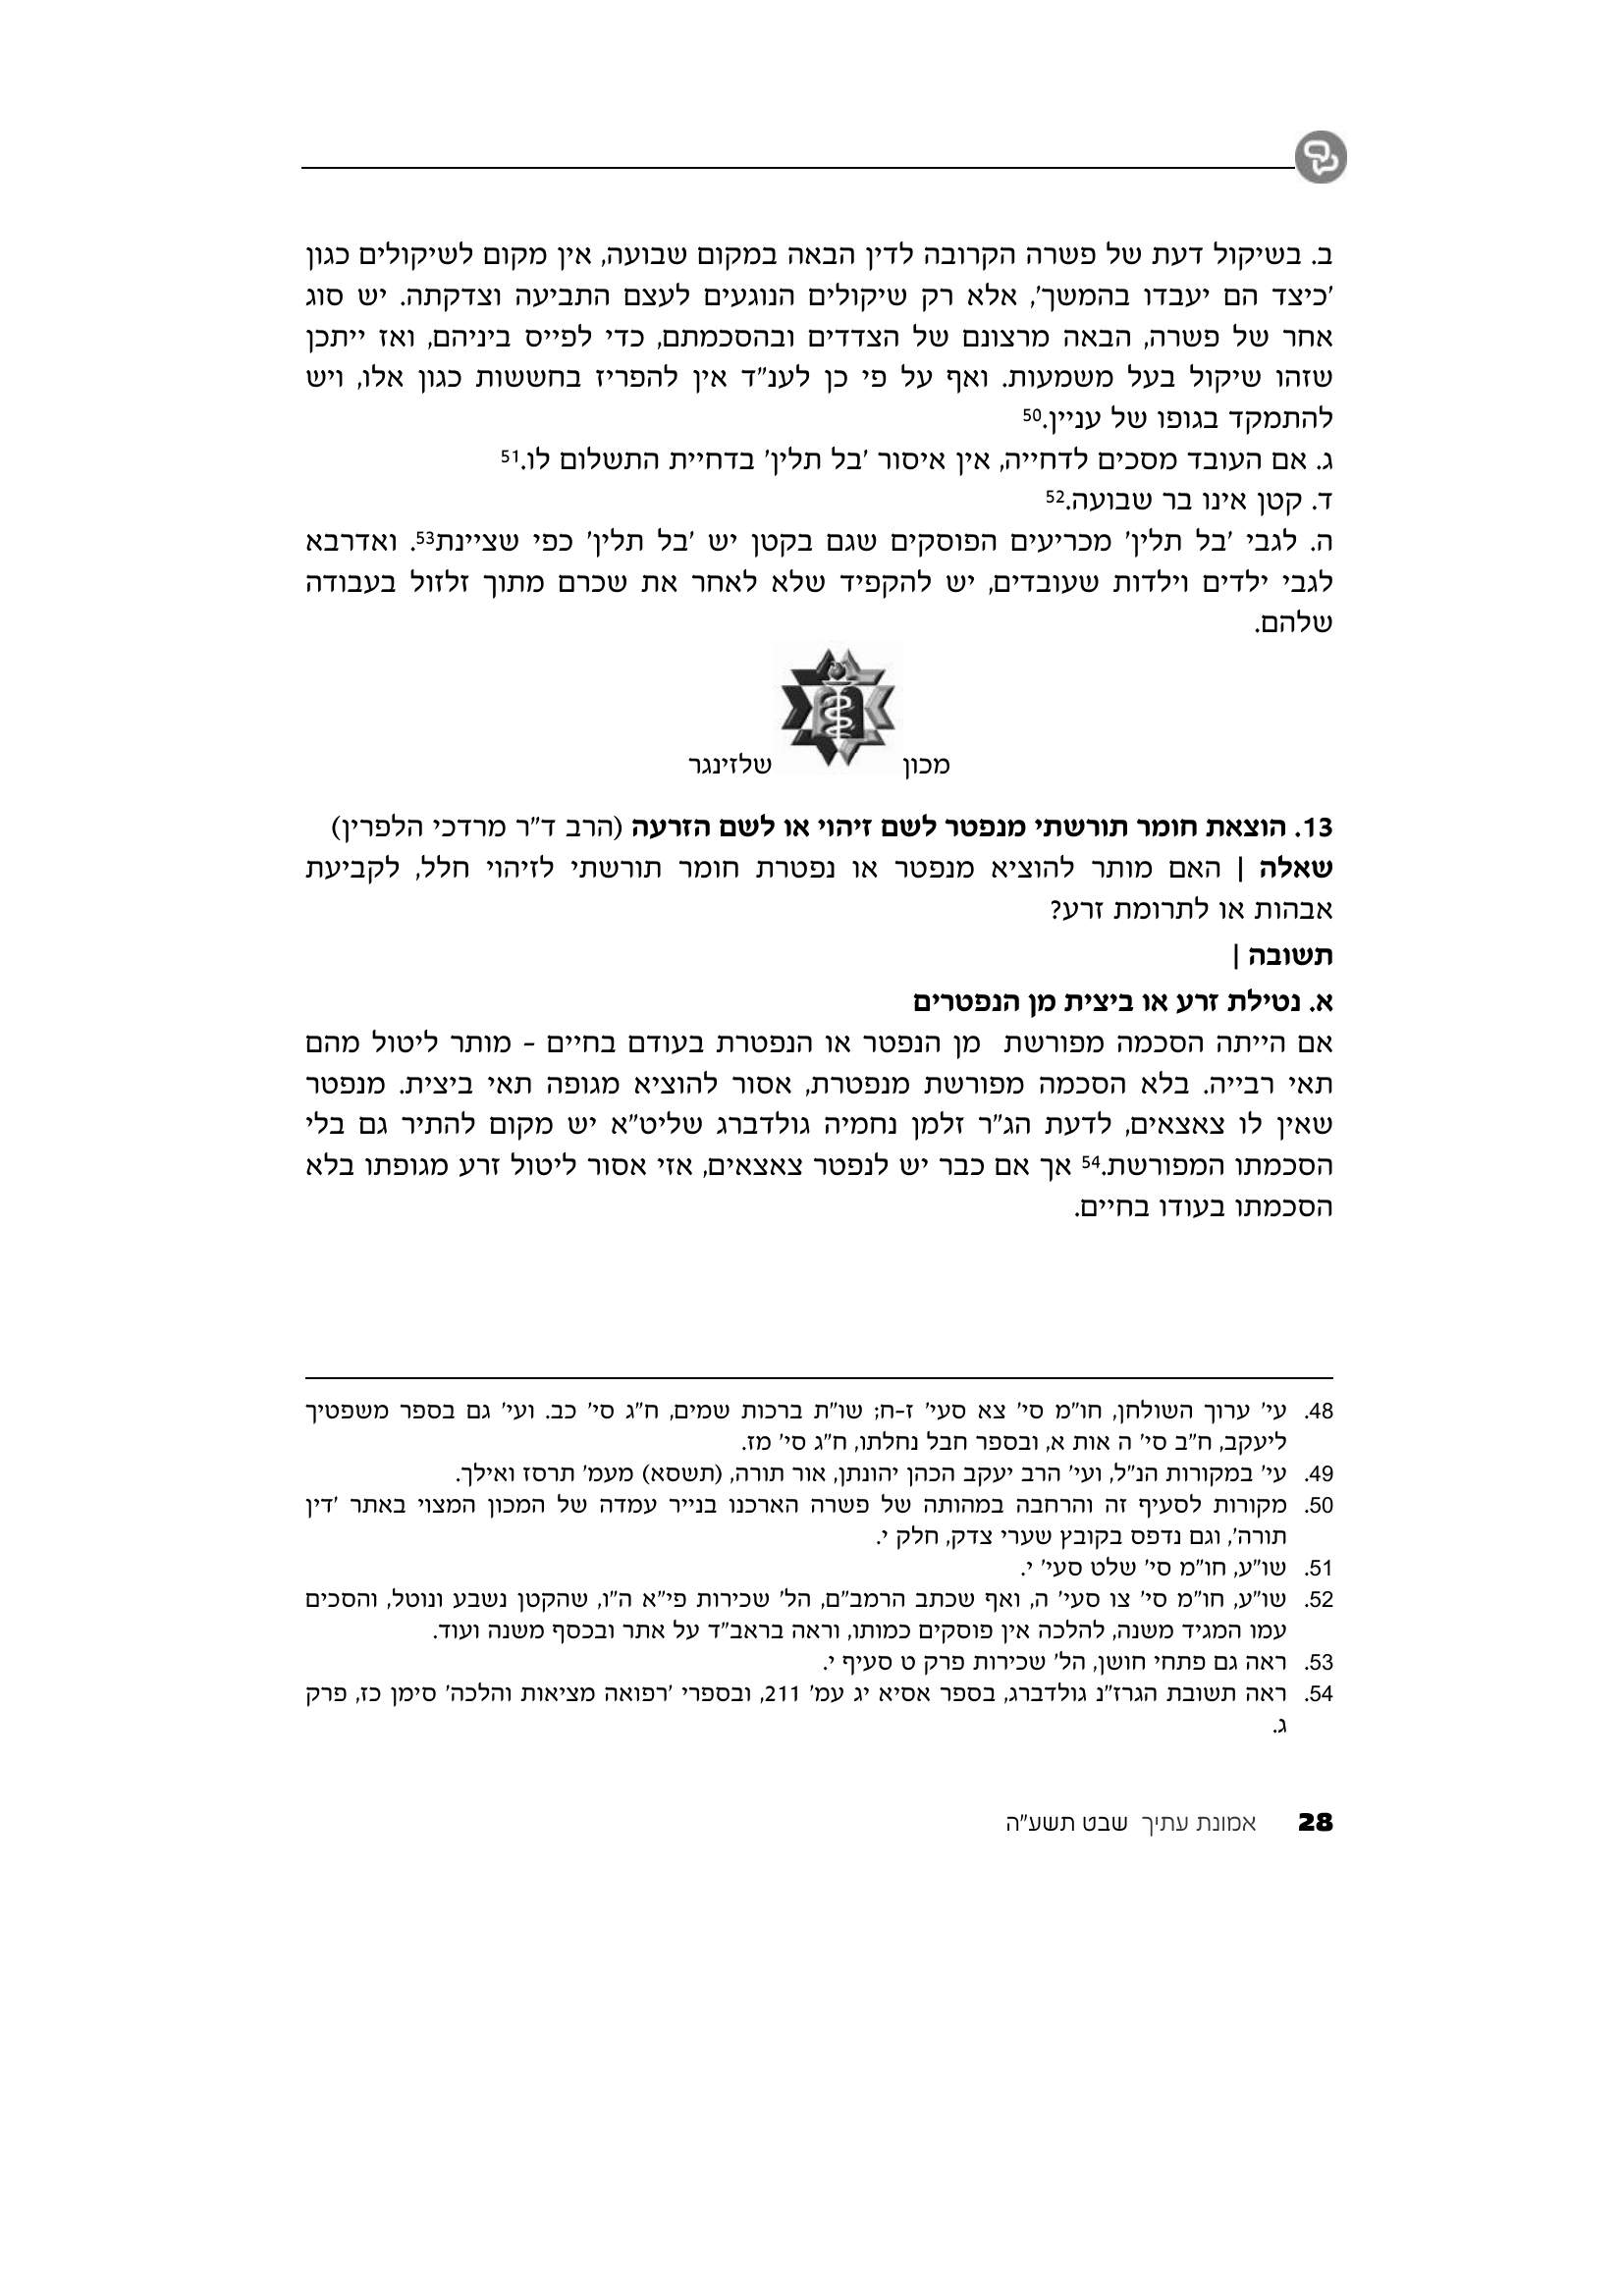 ב. בשיקול דעת של פשרה הקרובה לדין הבאה במקום שבועה, אין מקום לשיקולים כגון
'כיצד הם יעבדו בהמשך', אלא רק שיקולים הנוגעים לעצם התביעה וצדקתה. יש סוג
אחר של פשרה, הבאה מרצונם של הצדדים ובהסכמתם, כדי לפייס ביניהם, ואז ייתכן
שזהו שיקול בעל משמעות. ואף על פי כן לענ"ד אין להפריז בחששות כגון אלו, ויש
להתמקד בגופו של עניין.50
ג. אם העובד מסכים לדחייה, אין איסור 'בל תלין' בדחיית התשלום לו.51
ד. קטן אינו בר שבועה.52
ה. לגבי 'בל תלין' מכריעים הפוסקים שגם בקטן יש 'בל תלין' כפי שציינת53. ואדרבא
לגבי ילדים וילדות שעובדים, יש להקפיד שלא לאחר את שכרם מתוך זלזול בעבודה
שלהם.
מכון שלזינגר
13. הוצאת חומר תורשתי מנפטר לשם זיהוי או לשם הזרעה (הרב ד"ר מרדכי הלפרין)
שאלה | האם מותר להוציא מנפטר או נפטרת חומר תורשתי לזיהוי חלל, לקביעת
אבהות או לתרומת זרע?
תשובה |
א. נטילת זרע או ביצית מן הנפטרים
אם הייתה הסכמה מפורשת מן הנפטר או הנפטרת בעודם בחיים – מותר ליטול מהם
תאי רבייה. בלא הסכמה מפורשת מנפטרת, אסור להוציא מגופה תאי ביצית. מנפטר
שאין לו צאצאים, לדעת הג"ר זלמן נחמיה גולדברג שליט"א יש מקום להתיר גם בלי
הסכמתו המפורשת.54 אך אם כבר יש לנפטר צאצאים, אזי אסור ליטול זרע מגופתו בלא
הסכמתו בעודו בחיים.
48. עי' ערוך השולחן, חו"מ סי' צא סעי' ז-ח; שו"ת ברכות שמים, ח"ג סי' כב. ועי' גם בספר משפטיך
ליעקב, ח"ב סי' ה אות א, ובספר חבל נחלתו, ח"ג סי' מז.
49. עי' במקורות הנ"ל, ועי' הרב יעקב הכהן יהונתן, אור תורה, (תשסא) מעמ' תרסז ואילך.
50. מקורות לסעיף זה והרחבה במהותה של פשרה הארכנו בנייר עמדה של המכון המצוי באתר 'דין
תורה', וגם נדפס בקובץ שערי צדק, חלק י.
51. שו"ע, חו"מ סי' שלט סעי' י.
52. שו"ע, חו"מ סי' צו סעי' ה, ואף שכתב הרמב"ם, הל' שכירות פי"א ה"ו, שהקטן נשבע ונוטל, והסכים
עמו המגיד משנה, להלכה אין פוסקים כמותו, וראה בראב"ד על אתר ובכסף משנה ועוד.
53. ראה גם פתחי חושן, הל' שכירות פרק ט סעיף י.
54. ראה תשובת הגרז"נ גולדברג, בספר אסיא יג עמ' 211, ובספרי 'רפואה מציאות והלכה' סימן כז, פרק
ג.
28 אמונת עתיך שבט תשע"ה